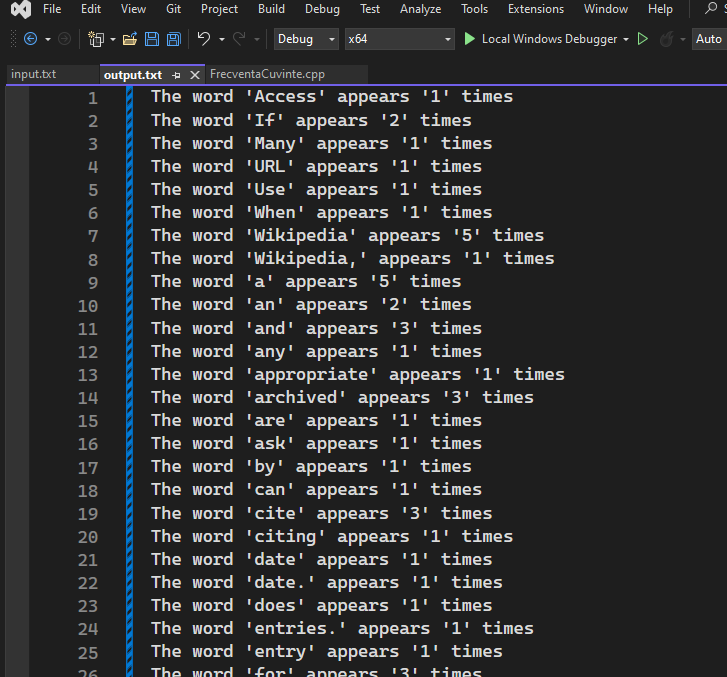 File Edit View Git Project Build Debug Test Analyze Tools Extensions Window Help
Debug x64 Local Windows Debugger Auto
input.txt output.txt FrecventaCuvinte.cpp
1 The word 'Access' appears '1' times
2 The word 'If' appears '2' times
3 The word 'Many' appears '1' times
4 The word 'URL' appears '1' times
5 The word 'Use' appears '1' times
6 The word 'When' appears '1' times
7 The word 'Wikipedia' appears '5' times
8 The word 'Wikipedia,' appears '1' times
9 The word 'a' appears '5' times
10 The word 'an' appears '2' times
11 The word 'and' appears '3' times
12 The word 'any' appears '1' times
13 The word 'appropriate' appears '1' times
14 The word 'archived' appears '3' times
15 The word 'are' appears '1' times
16 The word 'ask' appears '1' times
17 The word 'by' appears '1' times
18 The word 'can' appears '1' times
19 The word 'cite' appears '3' times
20 The word 'citing' appears '1' times
21 The word 'date' appears '1' times
22 The word 'date.' appears '1' times
23 The word 'does' appears '1' times
24 The word 'entries.' appears '1' times
25 The word 'entry' appears '1' times
26 The word 'for' appears '3' times